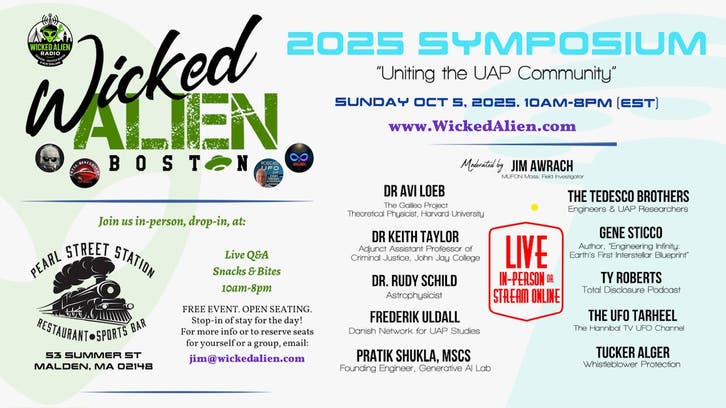 WICKED ALIEN
RADIO
Wicked
ALIEN
BOSTON
2025 SYMPOSIUM
"Uniting the UAP Community"
SUNDAY OCT 5, 2025. 10AM-8PM (EST)
www.WickedAlien.com
Moderated by JIM AWRACH
MUFON Mass. Field Investigator
Join us in-person, drop-in, at:
PEARL STREET STATION
RESTAURANT • SPORTS BAR
53 SUMMER ST
MALDEN, MA 02148
Live Q&A
Snacks & Bites
10am-8pm
FREE EVENT. OPEN SEATING.
Stop-in of stay for the day!
For more info or to reserve seats
for yourself or a group, email:
jim@wickedalien.com
DR AVI LOEB
The Galileo Project
Theoretical Physicist, Harvard University
DR KEITH TAYLOR
Adjunct Assistant Professor of
Criminal Justice, John Jay College
DR. RUDY SCHILD
Astrophysicist
FREDERIK ULDALL
Danish Network for UAP Studies
PRATIK SHUKLA, MSCS
Founding Engineer, Generative AI Lab
LIVE
IN-PERSON OR
STREAM ONLINE
THE TEDESCO BROTHERS
Engineers & UAP Researchers
GENE STICCO
Author, "Engineering Infinity:
Earth's First Interstellar Blueprint"
TY ROBERTS
Total Disclosure Podcast
THE UFO TARHEEL
The Hannibal TV UFO Channel
TUCKER ALGER
Whistleblower Protection